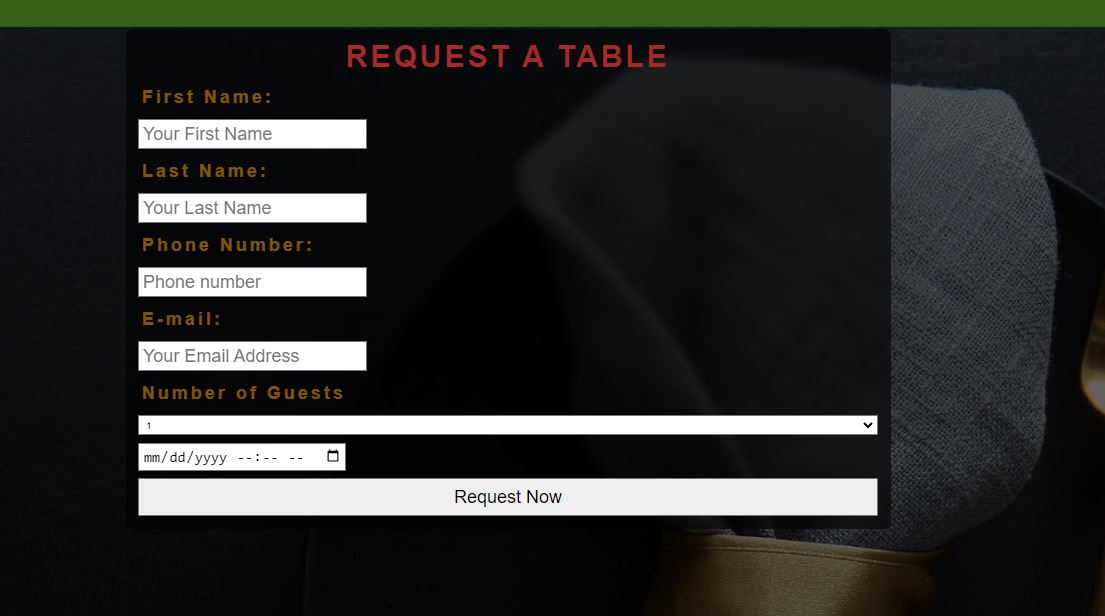 REQUEST A TABLE
First Name:
Your First Name
Last Name:
Your Last Name
Phone Number:
Phone number
E-mail:
Your Email Address
Number of Guests
1
mm/dd/yyyy --:-- --
Request Now